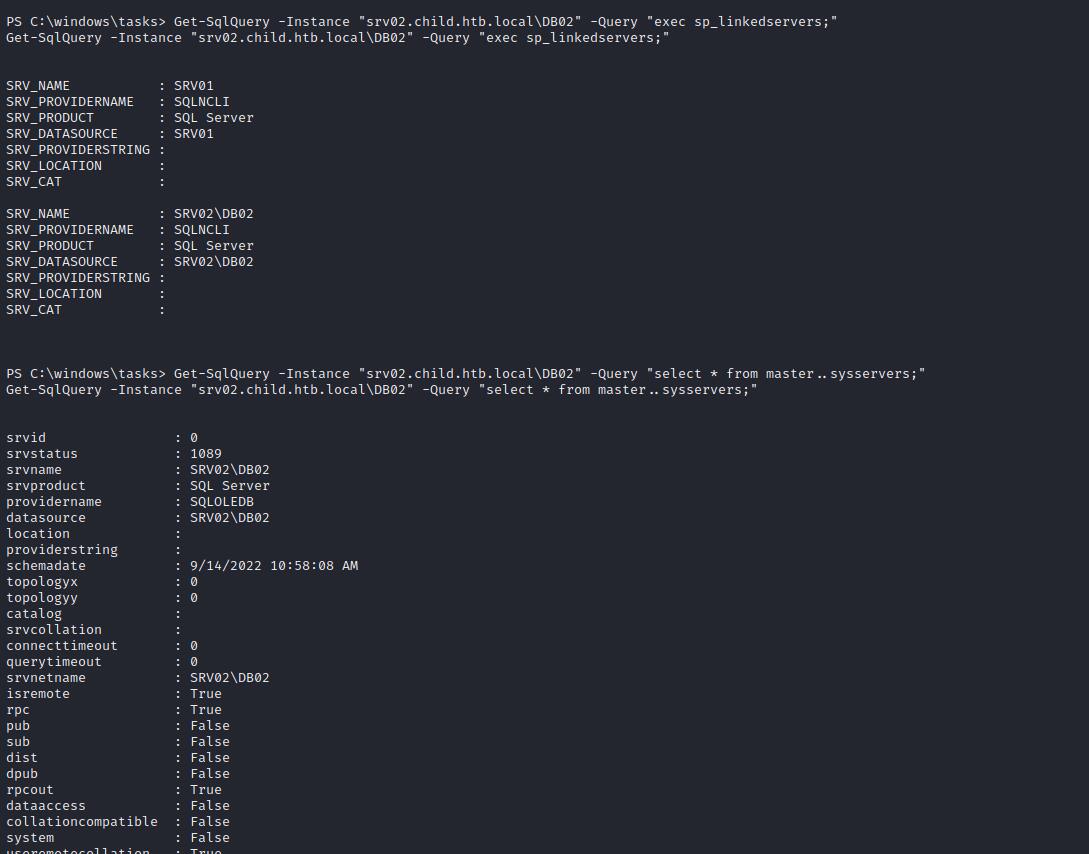 PS C:\windows\tasks> Get-SqlQuery -Instance "srv02.child.htb.local\DB02" -Query "exec sp_linkedservers;"
Get-SqlQuery -Instance "srv02.child.htb.local\DB02" -Query "exec sp_linkedservers;"
SRV_NAME           : SRV01
SRV_PROVIDERNAME   : SQLNCLI
SRV_PRODUCT        : SQL Server
SRV_DATASOURCE     : SRV01
SRV_PROVIDERSTRING :
SRV_LOCATION       :
SRV_CAT            :
SRV_NAME           : SRV02\DB02
SRV_PROVIDERNAME   : SQLNCLI
SRV_PRODUCT        : SQL Server
SRV_DATASOURCE     : SRV02\DB02
SRV_PROVIDERSTRING :
SRV_LOCATION       :
SRV_CAT            :
PS C:\windows\tasks> Get-SqlQuery -Instance "srv02.child.htb.local\DB02" -Query "select * from master..sysservers;"
Get-SqlQuery -Instance "srv02.child.htb.local\DB02" -Query "select * from master..sysservers;"
srvid                : 0
srvstatus            : 1089
srvname              : SRV02\DB02
srvproduct           : SQL Server
providername         : SQLOLEDB
datasource           : SRV02\DB02
location             :
providerstring       :
schemadate           : 9/14/2022 10:58:08 AM
topologyx            : 0
topologyy            : 0
catalog              :
srvcollation         :
connecttimeout       : 0
querytimeout         : 0
srvnetname           : SRV02\DB02
isremote             : True
rpc                  : True
pub                  : False
sub                  : False
dist                 : False
dpub                 : False
rpcout               : True
dataaccess           : False
collationcompatible  : False
system               : False
useremotecollation   : True